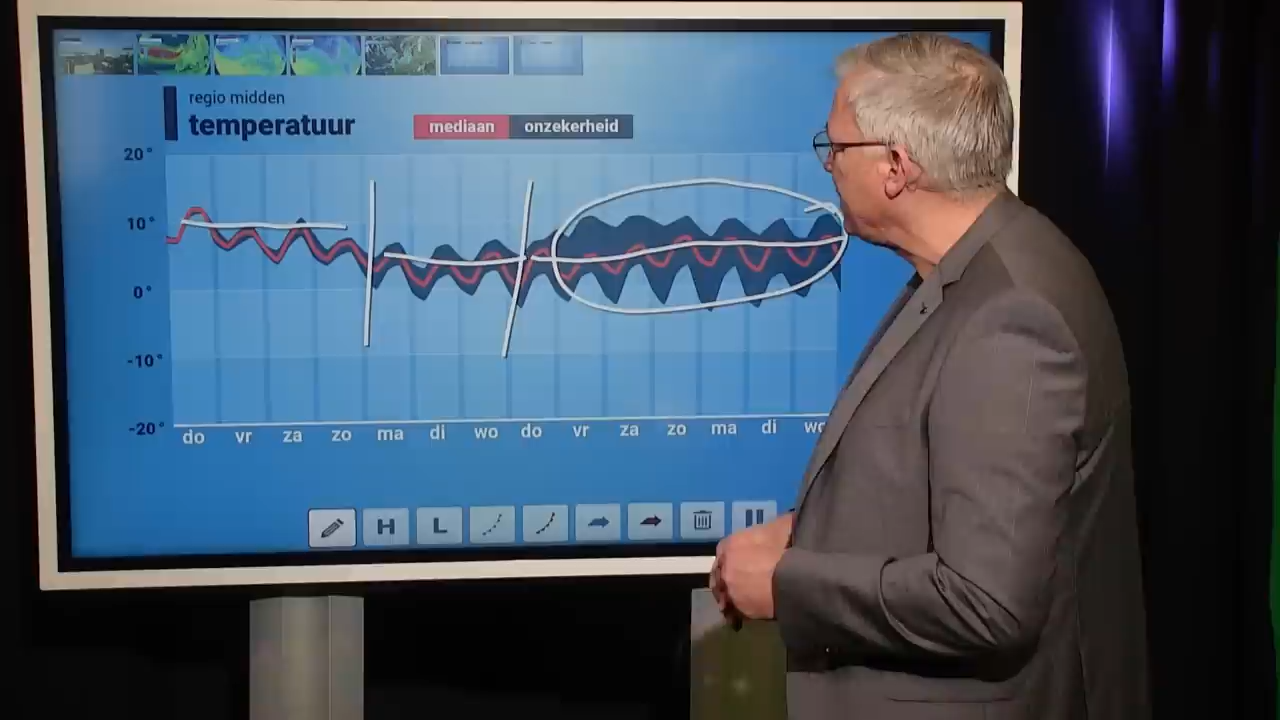 regio midden
temperatuur
mediaan onzekerheid
20°
10°
0°
-10°
-20°
do vr za zo ma di wo do vr za zo ma di wo
H L